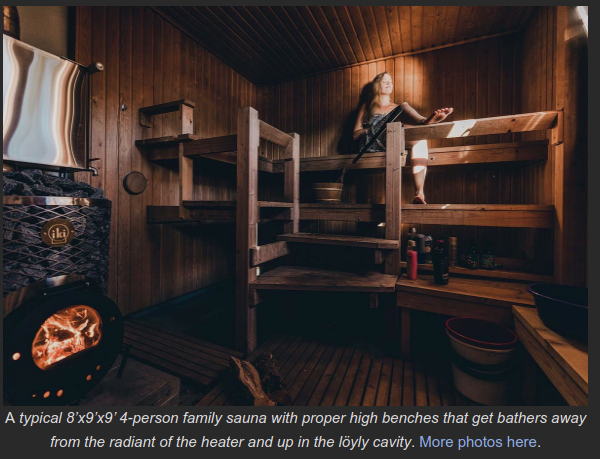 iki
A typical 8’x9’x9’ 4-person family sauna with proper high benches that get bathers away
from the radiant of the heater and up in the löyly cavity. More photos here.